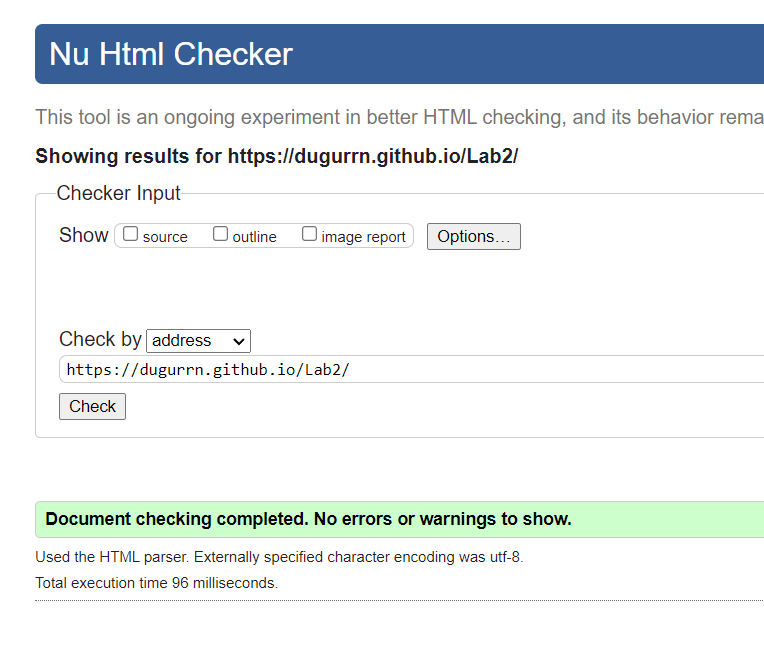 Nu Html Checker
This tool is an ongoing experiment in better HTML checking, and its behavior rema
Showing results for https://dugurrn.github.io/Lab2/
Checker Input
Show source outline image report Options…
Check by address
https://dugurrn.github.io/Lab2/
Check
Document checking completed. No errors or warnings to show.
Used the HTML parser. Externally specified character encoding was utf-8.
Total execution time 96 milliseconds.